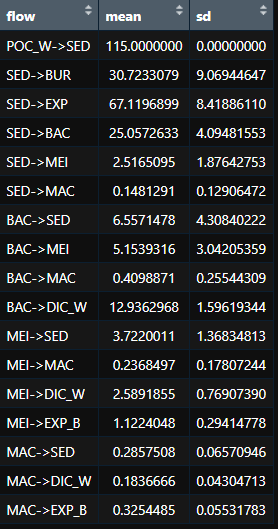 flow mean sd
POC_W->SED 115.0000000 0.00000000
SED->BUR 30.7233079 9.06944647
SED->EXP 67.1196899 8.41886110
SED->BAC 25.0572633 4.09481553
SED->MEI 2.5165095 1.87642753
SED->MAC 0.1481291 0.12906472
BAC->SED 6.5571478 4.30840222
BAC->MEI 5.1539316 3.04205359
BAC->MAC 0.4098871 0.25544309
BAC->DIC_W 12.9362968 1.59619344
MEI->SED 3.7220011 1.36834813
MEI->MAC 0.2368497 0.17807244
MEI->DIC_W 2.5891855 0.76907390
MEI->EXP_B 1.1224048 0.29414778
MAC->SED 0.2857508 0.06570946
MAC->DIC_W 0.1836666 0.04304713
MAC->EXP_B 0.3254485 0.05531783